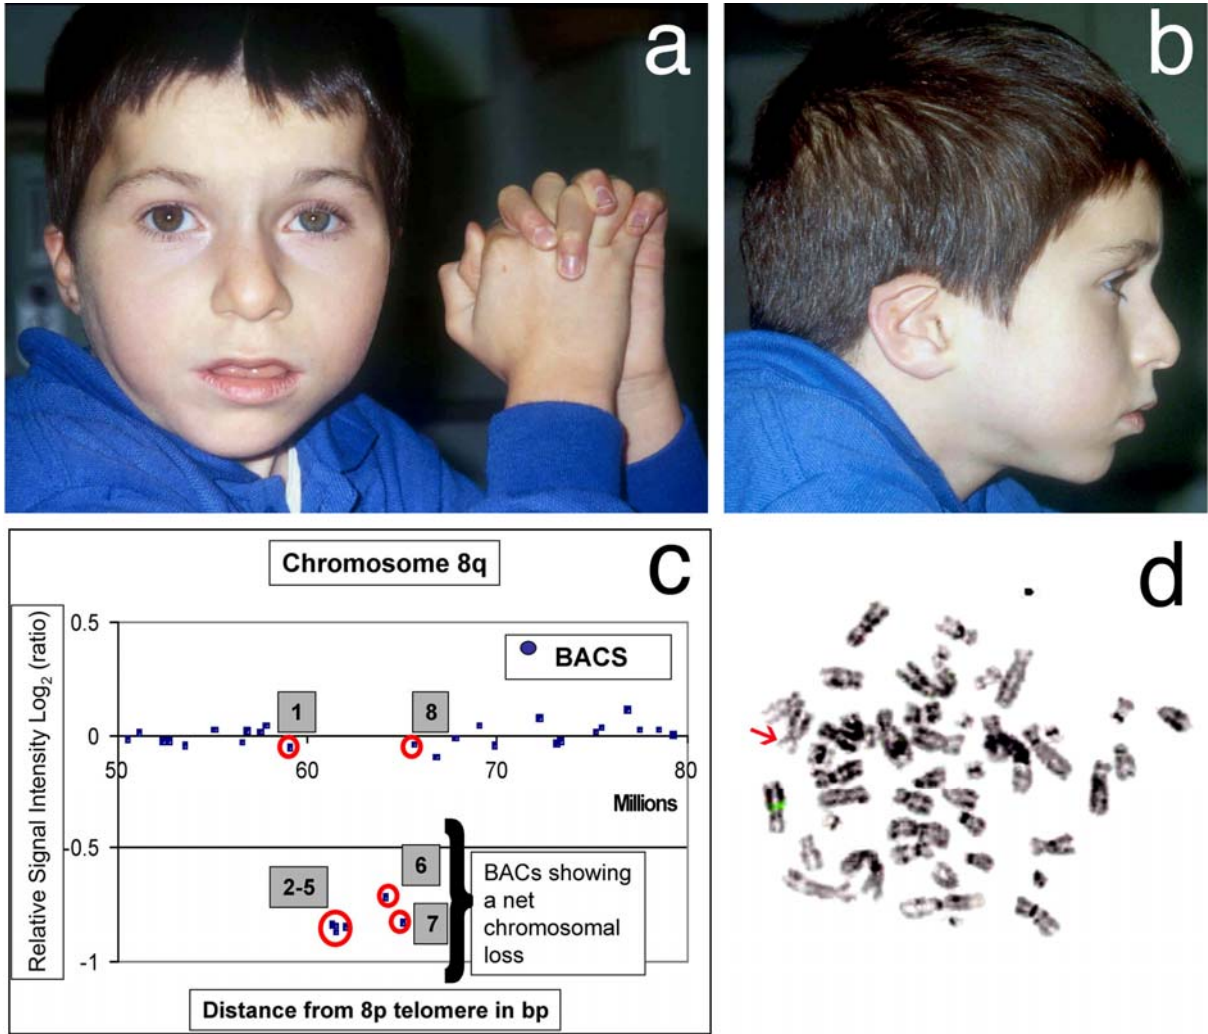 a
b
Chromosome 8q
c
d
Relative Signal Intensity Log2 (ratio)
0.5
BACS
1
8
0
50
60
70
80
Millions
-0.5
2-5
6
7
BACs showing
a net
chromosomal
loss
-1
Distance from 8p telomere in bp